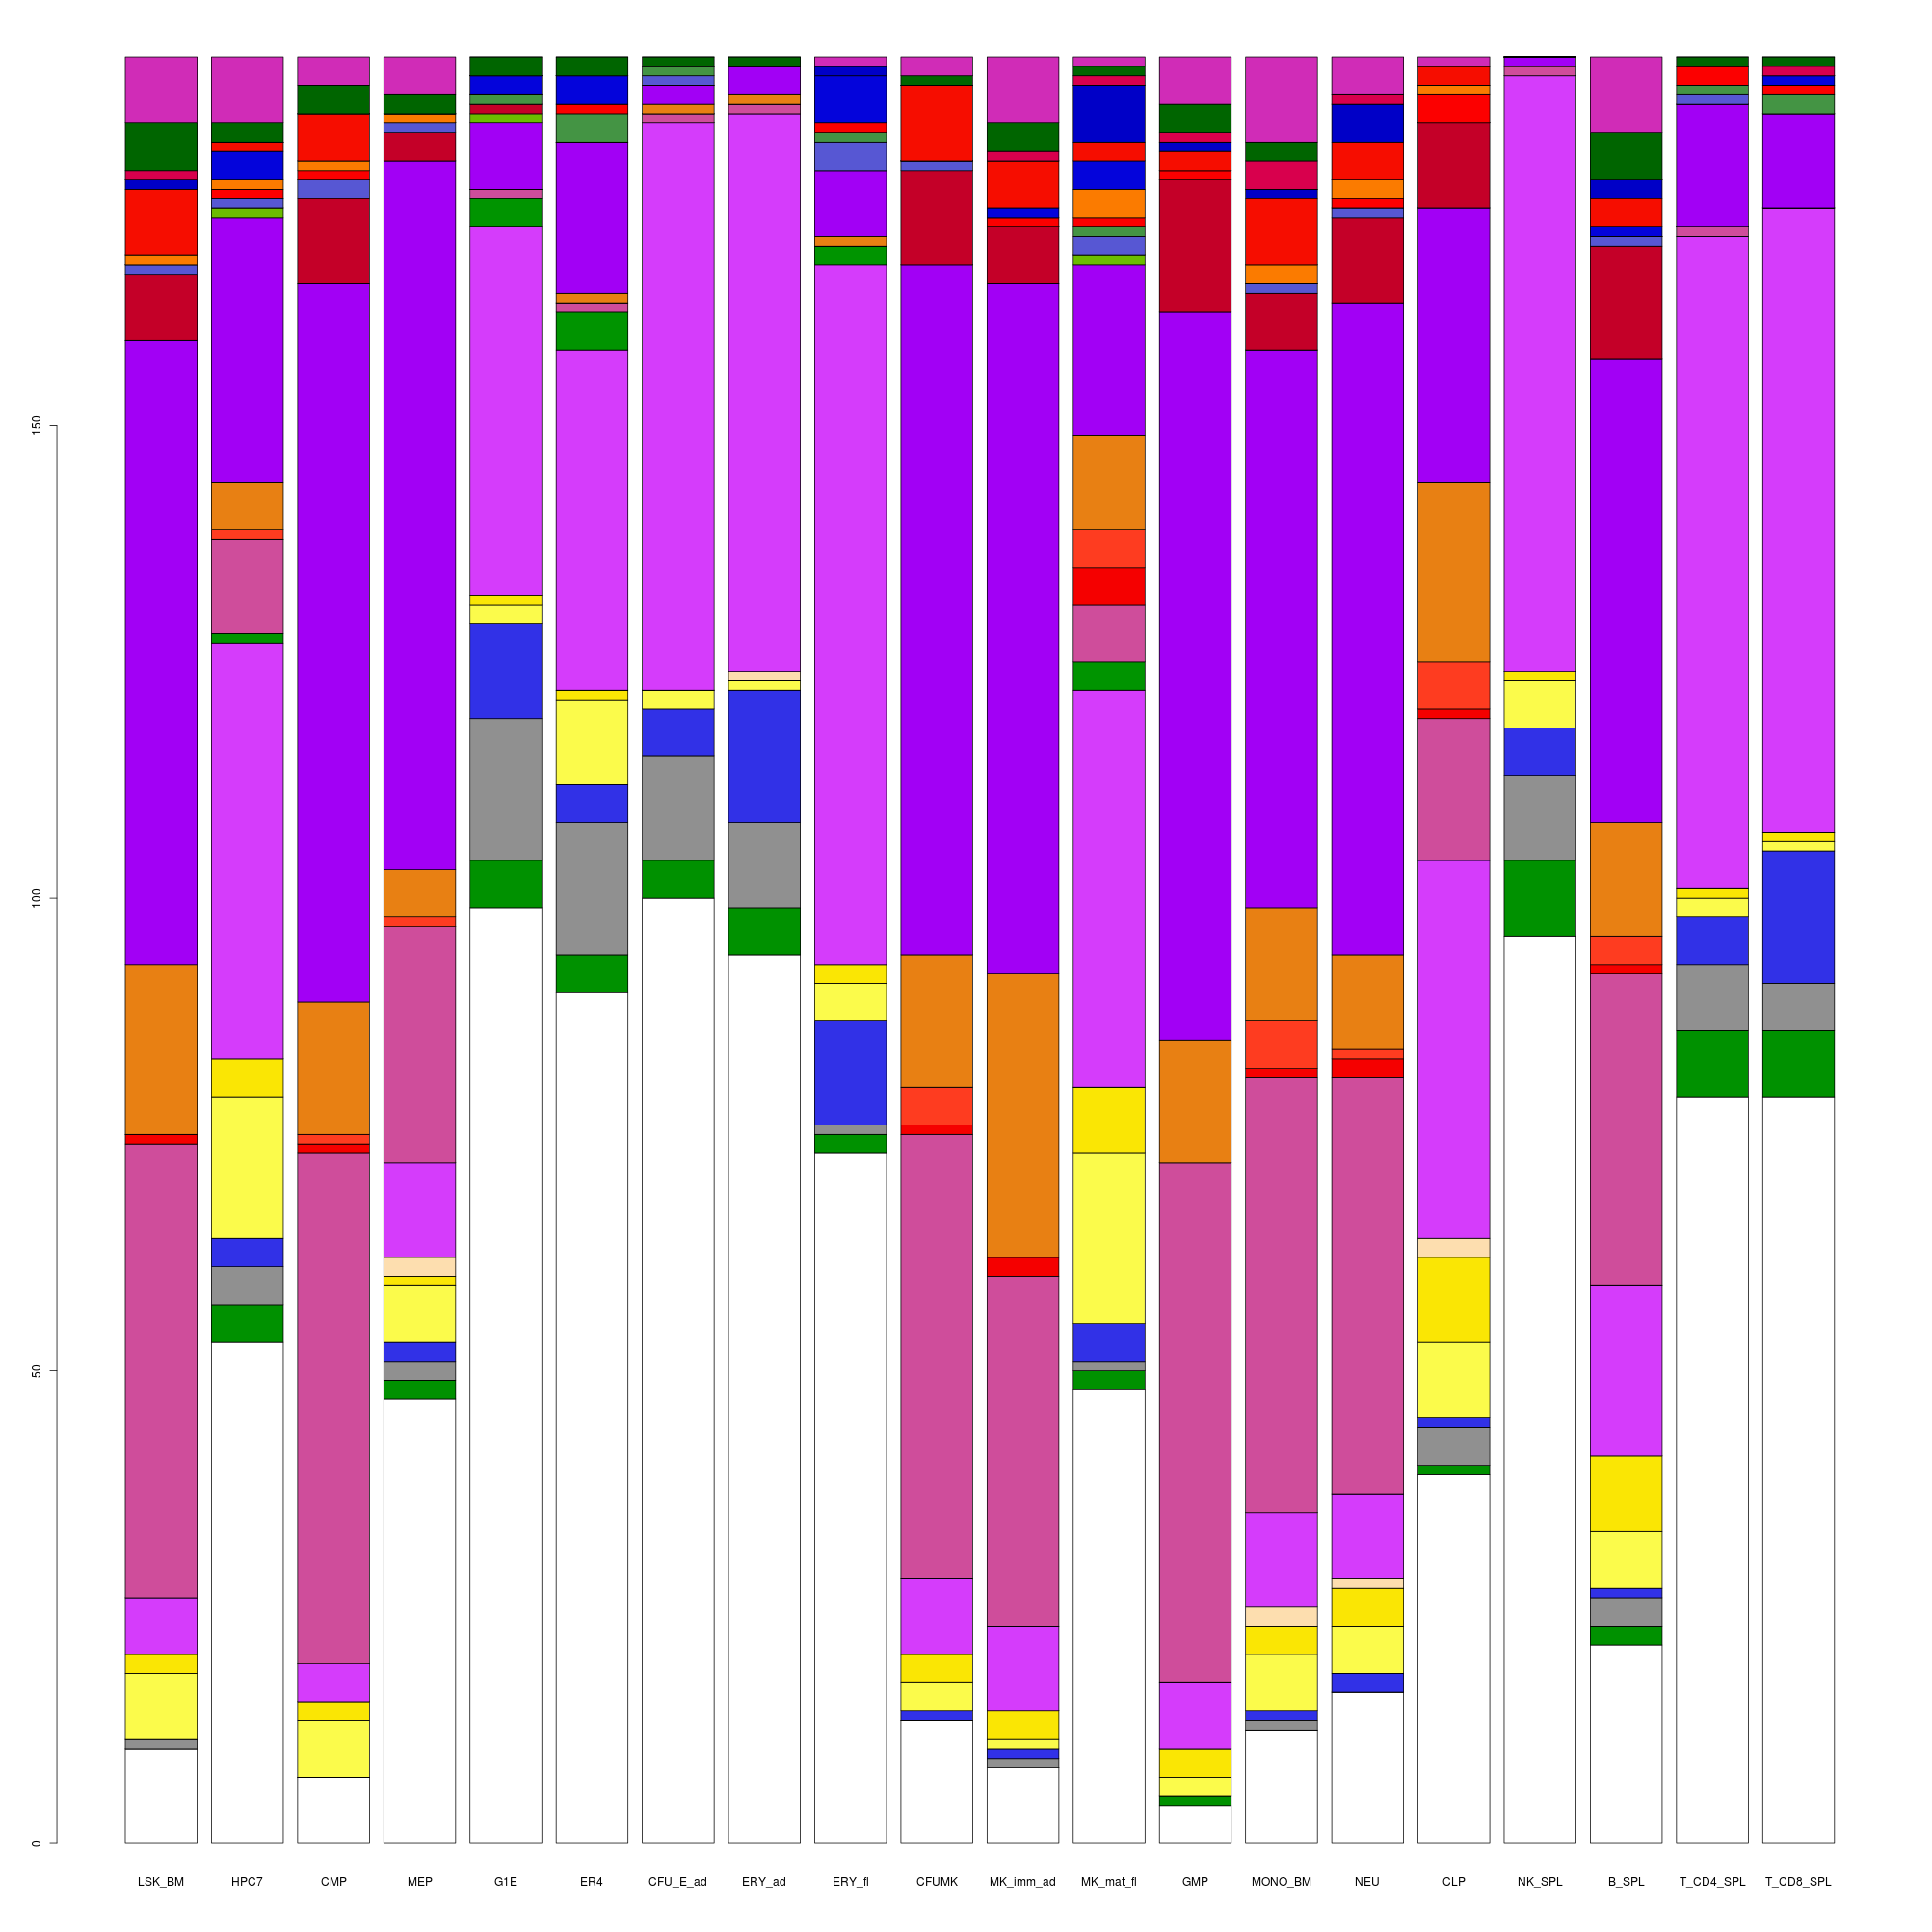 150
100
50
0
LSK_BM HPC7 CMP MEP G1E ER4 CFU_E_ad ERY_ad ERY_fl CFUMK MK_imm_ad MK_mat_fl GMP MONO_BM NEU CLP NK_SPL B_SPL T_CD4_SPL T_CD8_SPL